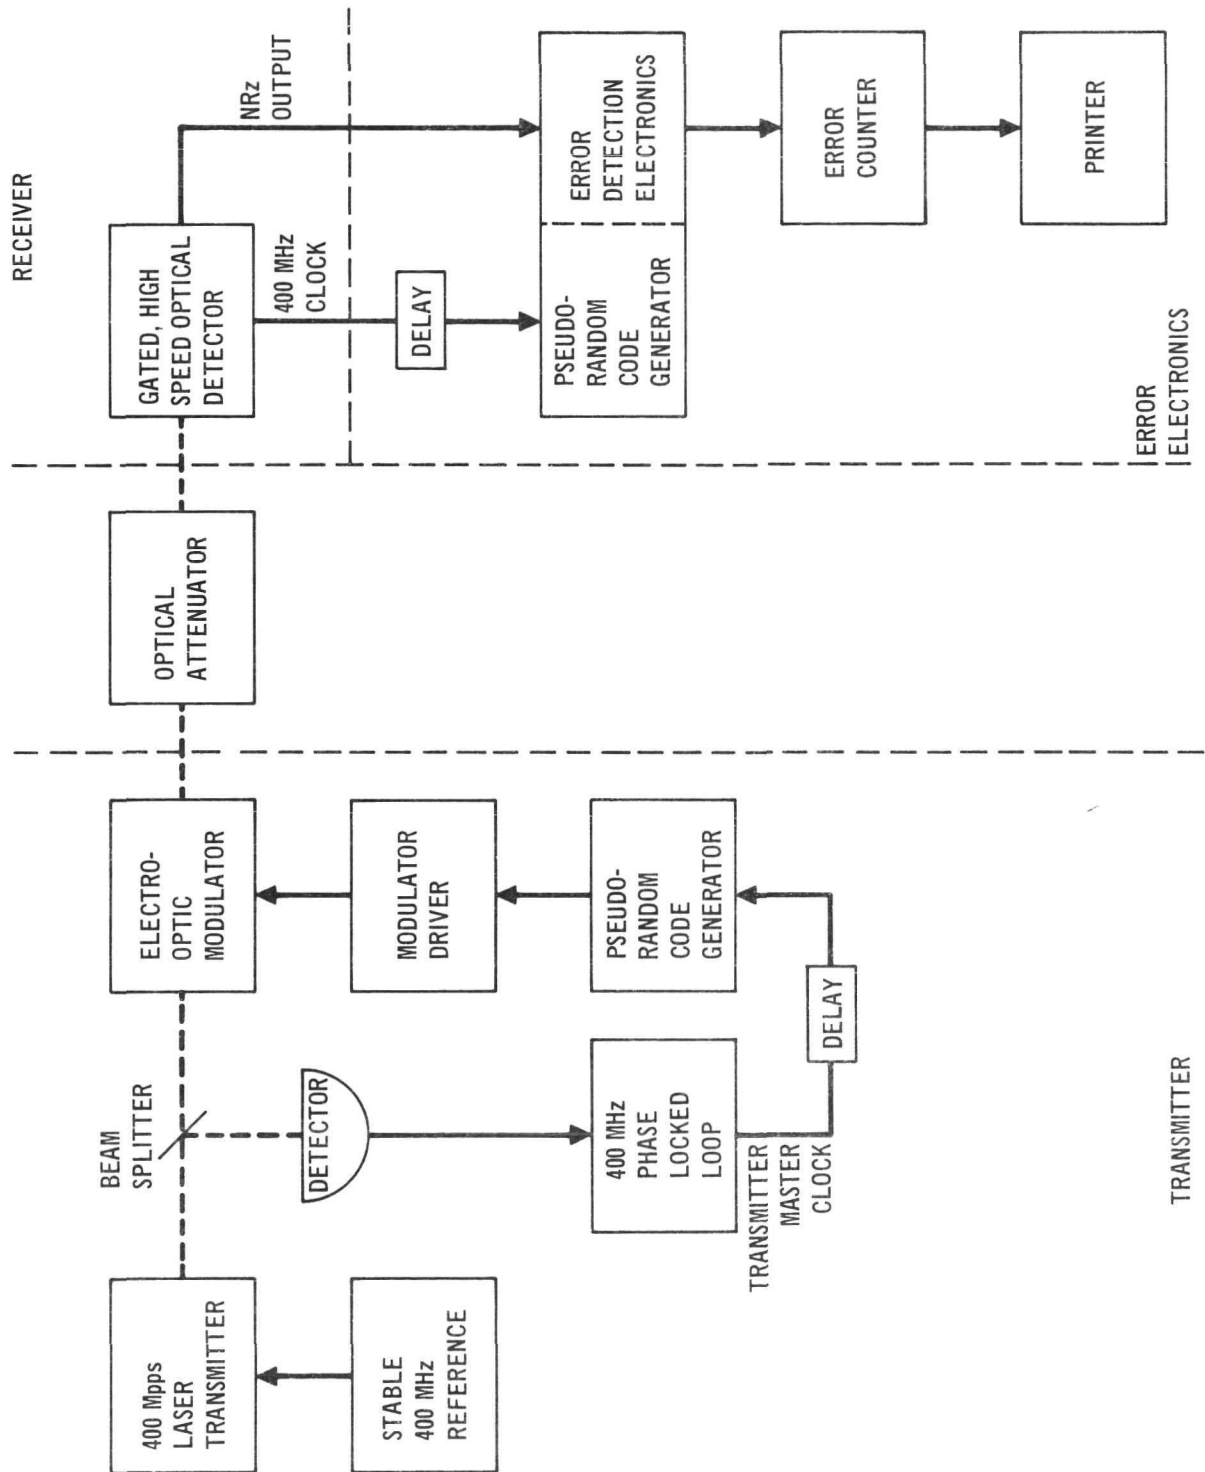 400 Mpps
LASER
TRANSMITTER
STABLE
400 MHz
REFERENCE
BEAM
SPLITTER
DETECTOR
400 MHz
PHASE
LOCKED
LOOP
TRANSMITTER
MASTER
CLOCK
DELAY
ELECTRO-
OPTIC
MODULATOR
MODULATOR
DRIVER
PSEUDO-
RANDOM
CODE
GENERATOR
TRANSMITTER
OPTICAL
ATTENUATOR
RECEIVER
GATED, HIGH
SPEED OPTICAL
DETECTOR
400 MHz
CLOCK
NRz
OUTPUT
DELAY
PSEUDO-
RANDOM
CODE
GENERATOR
ERROR
DETECTION
ELECTRONICS
ERROR
COUNTER
PRINTER
ERROR
ELECTRONICS